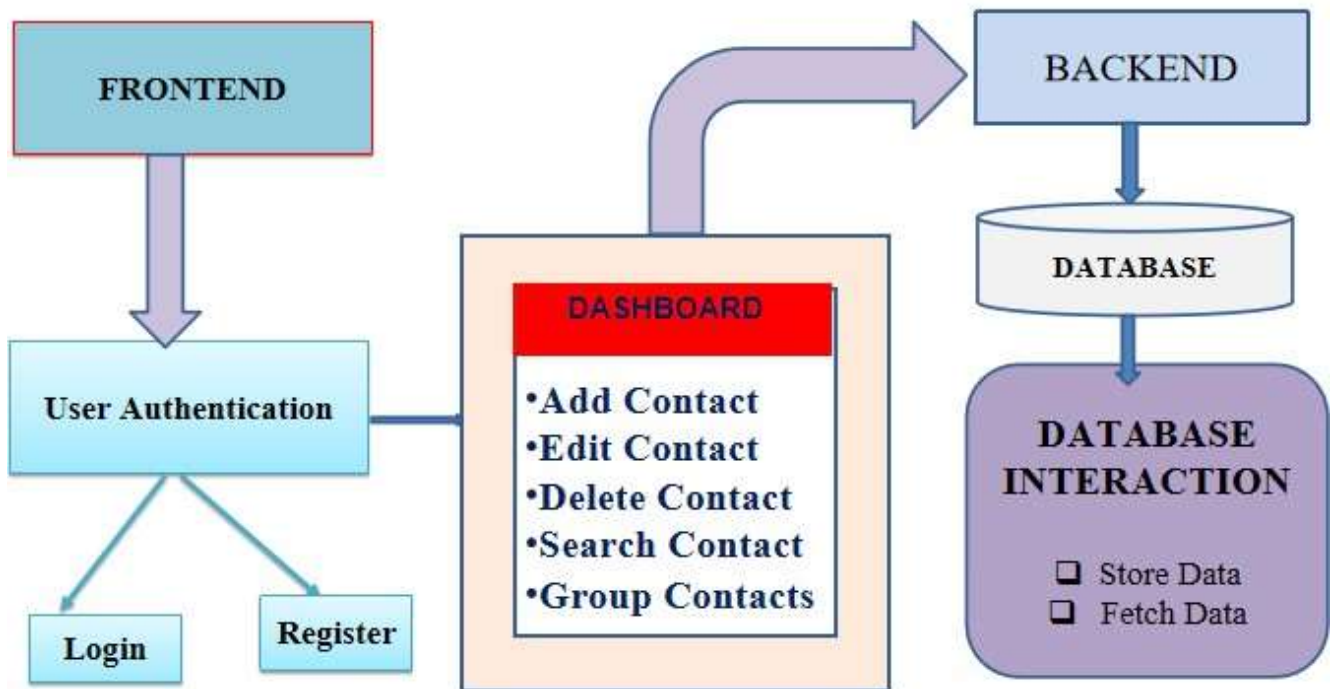 FRONTEND
User Authentication
Login
Register
DASHBOARD
•Add Contact
•Edit Contact
•Delete Contact
•Search Contact
•Group Contacts
BACKEND
DATABASE
DATABASE
INTERACTION
❑ Store Data
❑ Fetch Data